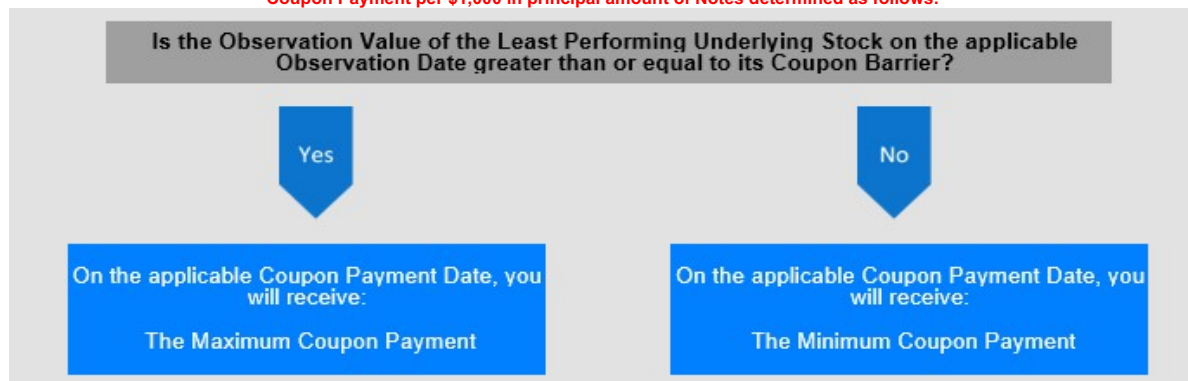 Coupon Payment per $1,000 in principal amount of Notes determined as follows:
Is the Observation Value of the Least Performing Underlying Stock on the applicable
Observation Date greater than or equal to its Coupon Barrier?
Yes
No
On the applicable Coupon Payment Date, you
will receive:
The Maximum Coupon Payment
On the applicable Coupon Payment Date, you
will receive:
The Minimum Coupon Payment